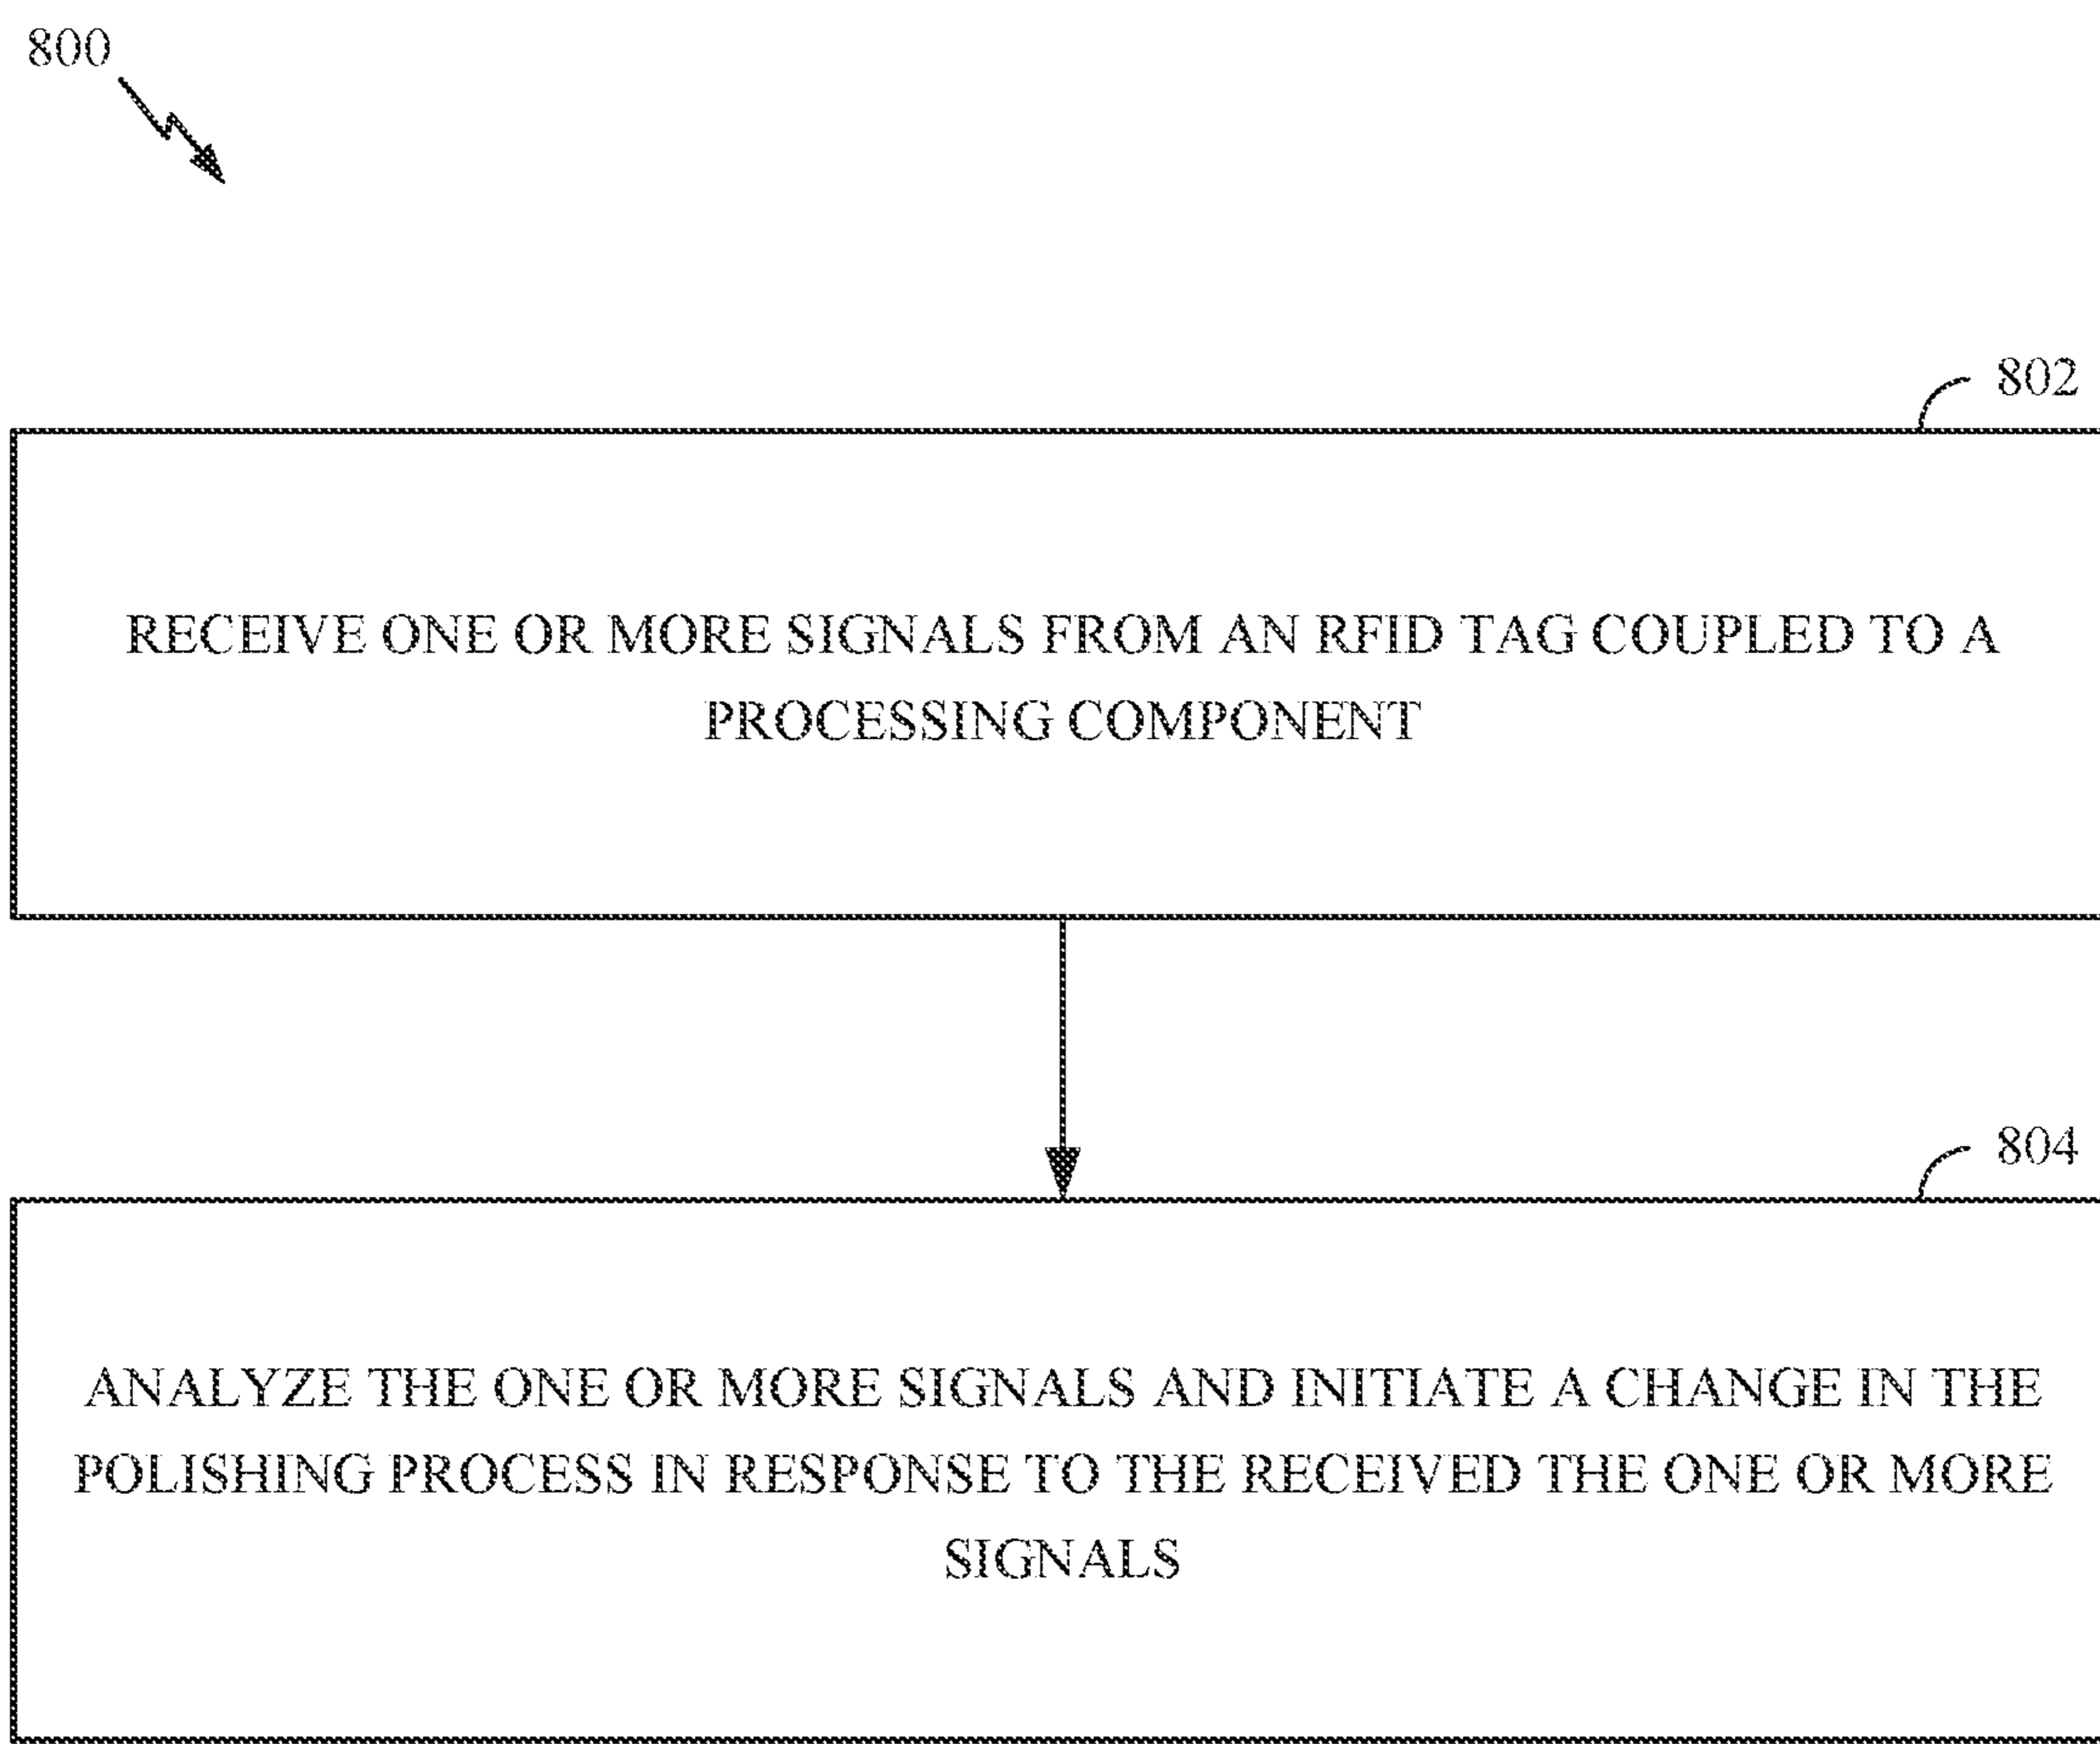 800
802
RECEIVE ONE OR MORE SIGNALS FROM AN RFID TAG COUPLED TO A
PROCESSING COMPONENT
804
ANALYZE THE ONE OR MORE SIGNALS AND INITIATE A CHANGE IN THE
POLISHING PROCESS IN RESPONSE TO THE RECEIVED THE ONE OR MORE
SIGNALS